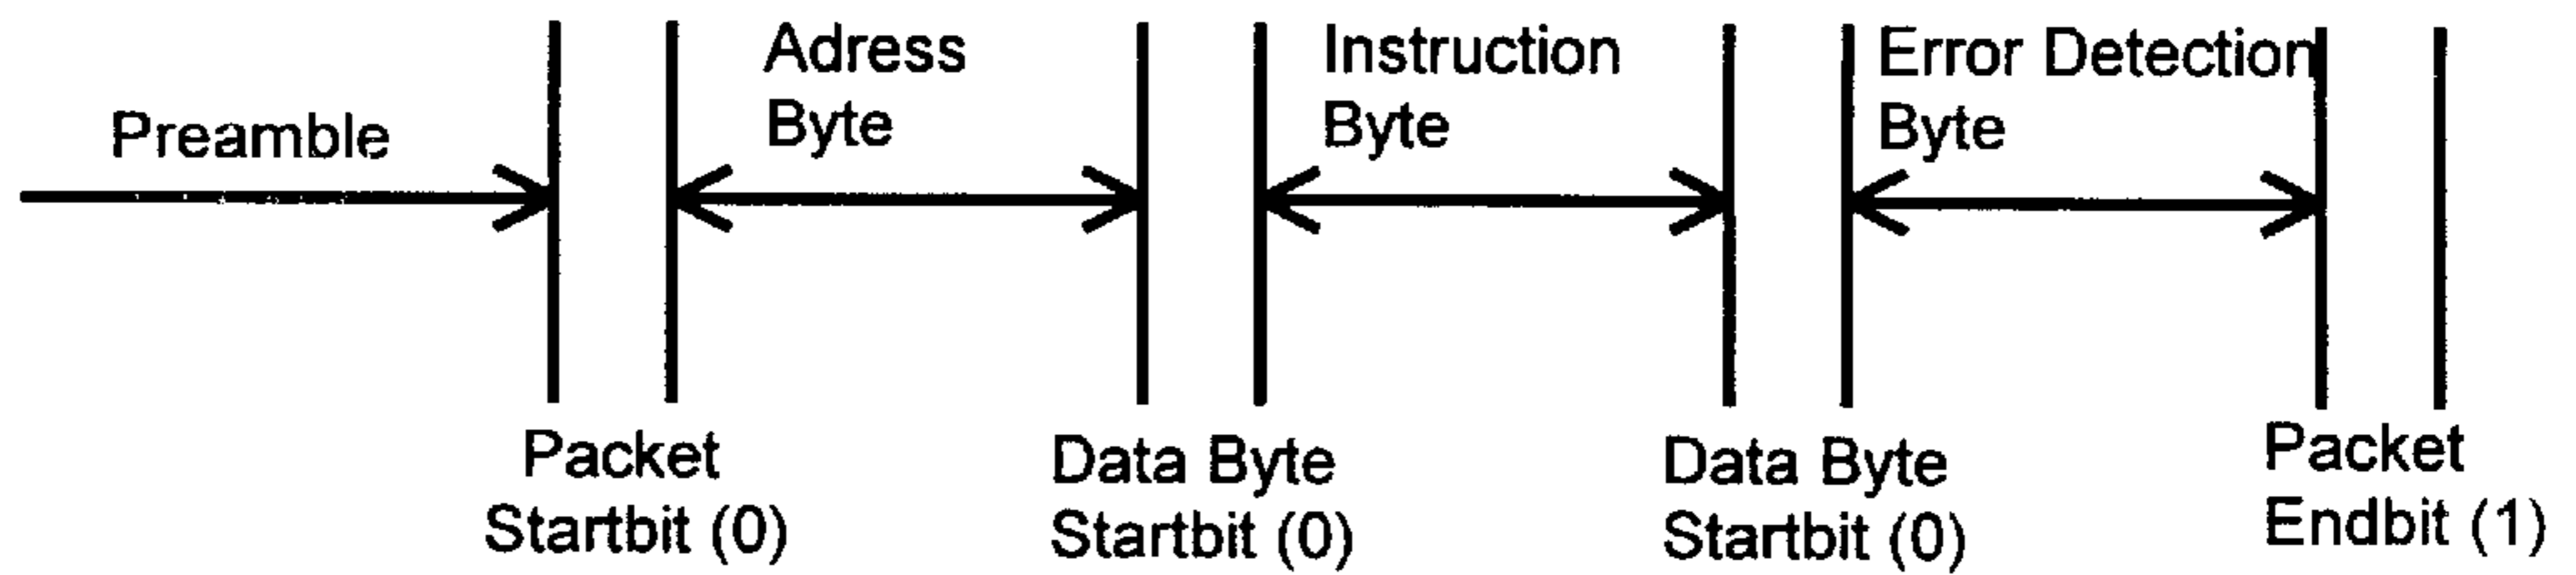 Preamble
Adress
Byte
Instruction
Byte
Error Detection
Byte
Packet
Startbit (0)
Data Byte
Startbit (0)
Data Byte
Startbit (0)
Packet
Endbit (1)